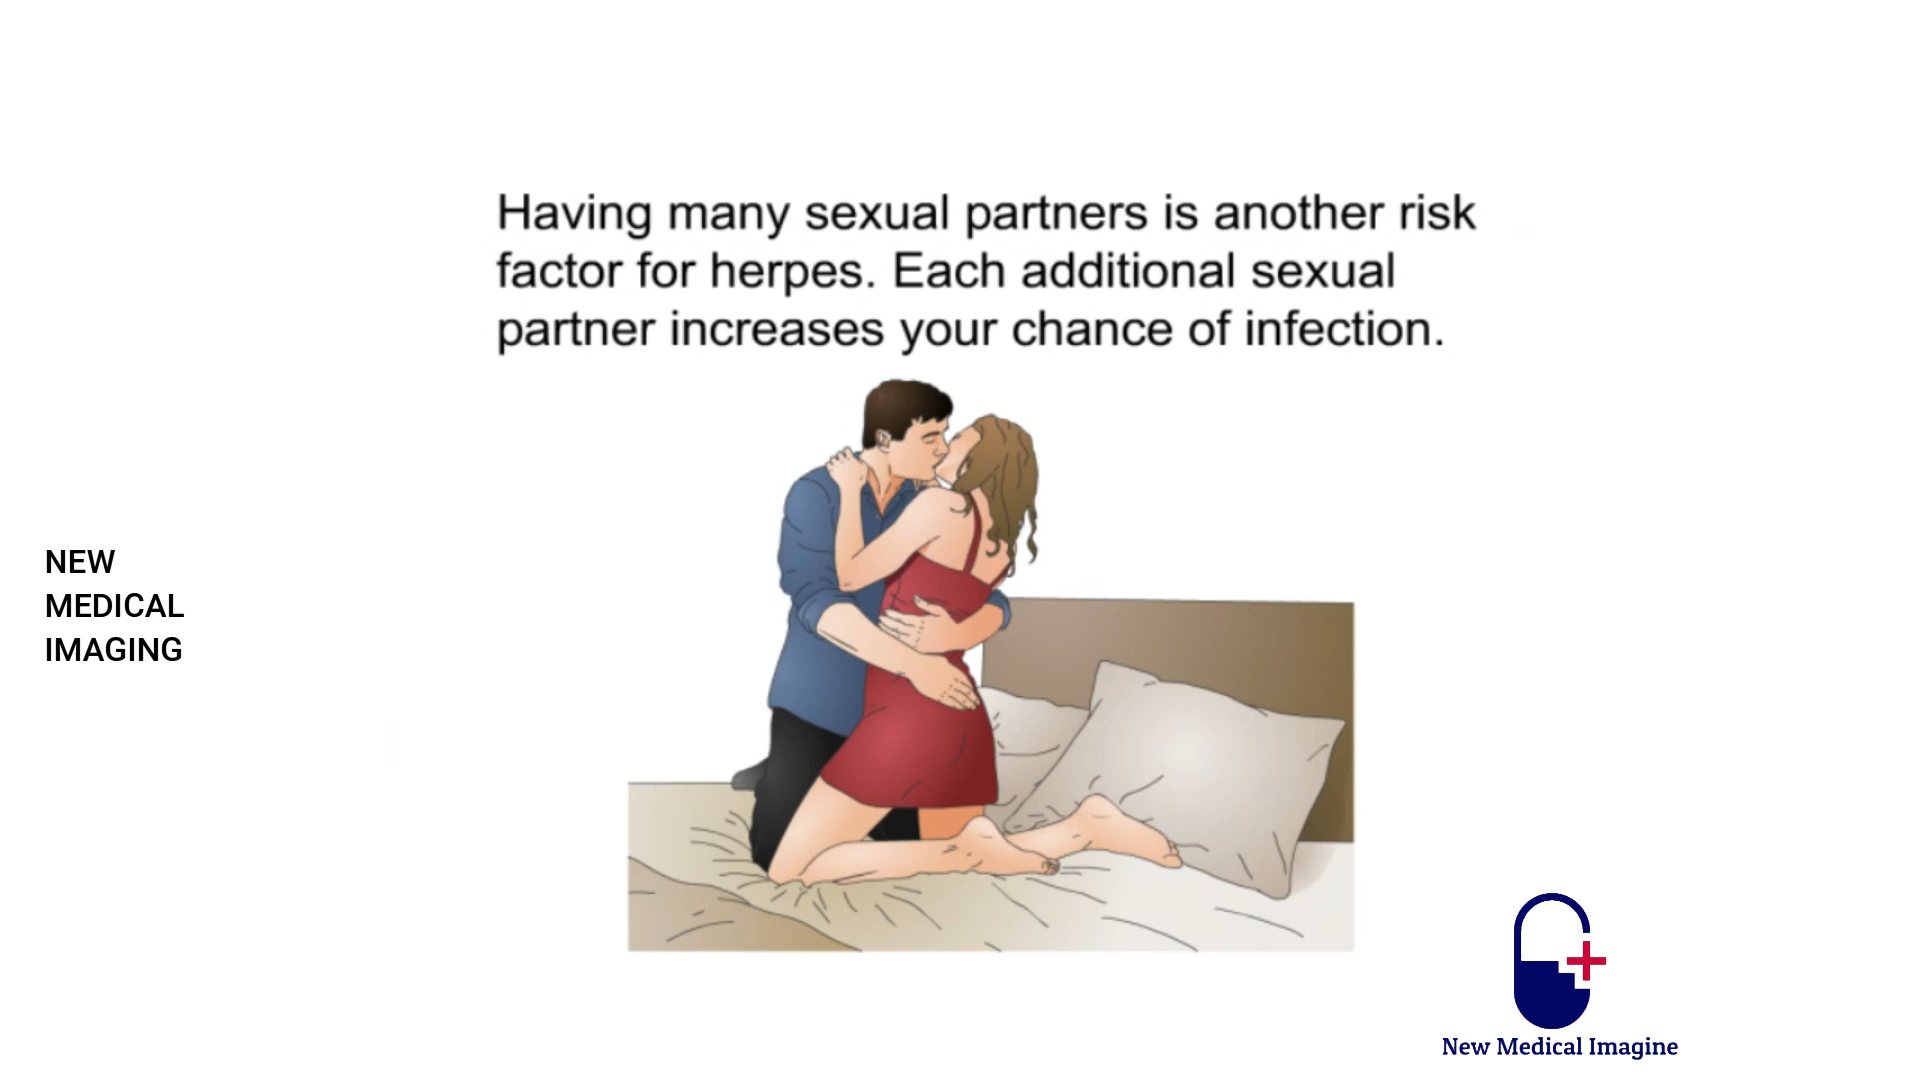 Having many sexual partners is another risk
factor for herpes. Each additional sexual
partner increases your chance of infection.
NEW
MEDICAL
IMAGING
New Medical Imagine